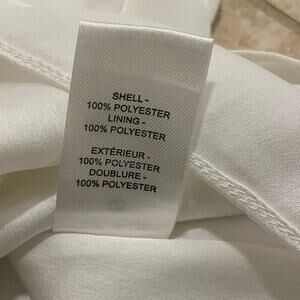 SHELL -
100% POLYESTER
LINING -
100% POLYESTER
EXTÉRIEUR -
100% POLYESTER
DOUBLURE -
100% POLYESTER